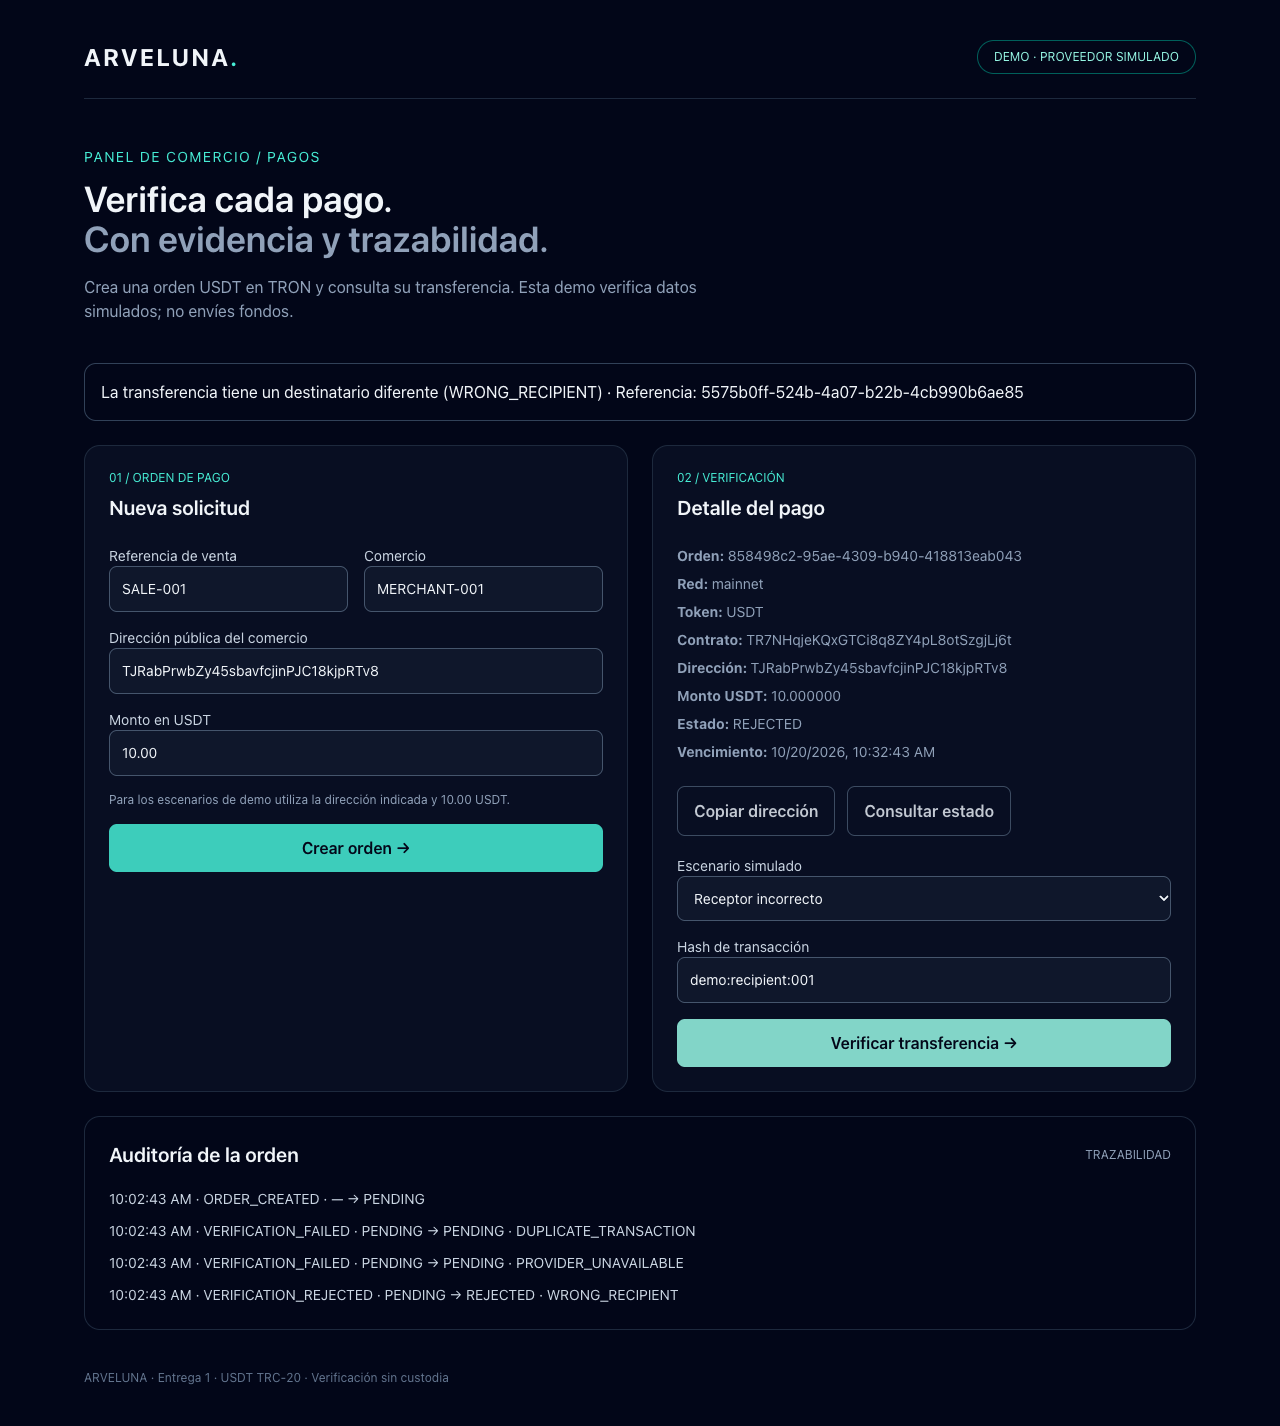 ARVELUNA.
DEMO · PROVEEDOR SIMULADO
PANEL DE COMERCIO / PAGOS
Verifica cada pago.
Con evidencia y trazabilidad.
Crea una orden USDT en TRON y consulta su transferencia. Esta demo verifica datos
simulados; no envíes fondos.
La transferencia tiene un destinatario diferente (WRONG_RECIPIENT) · Referencia: 5575b0ff-524b-4a07-b22b-4cb990b6ae85
01 / ORDEN DE PAGO
Nueva solicitud
Referencia de venta
Comercio
SALE-001
MERCHANT-001
Dirección pública del comercio
TJRabPrwbZy45sbavfcjinPJC18kjpRTv8
Monto en USDT
10.00
Para los escenarios de demo utiliza la dirección indicada y 10.00 USDT.
Crear orden →
02 / VERIFICACIÓN
Detalle del pago
Orden: 858498c2-95ae-4309-b940-418813eab043
Red: mainnet
Token: USDT
Contrato: TR7NHqjeKQxGTCi8q8ZY4pL8otSzgjLj6t
Dirección: TJRabPrwbZy45sbavfcjinPJC18kjpRTv8
Monto USDT: 10.000000
Estado: REJECTED
Vencimiento: 10/20/2026, 10:32:43 AM
Copiar dirección
Consultar estado
Escenario simulado
Receptor incorrecto
Hash de transacción
demo:recipient:001
Verificar transferencia →
Auditoría de la orden
TRAZABILIDAD
10:02:43 AM · ORDER_CREATED · — → PENDING
10:02:43 AM · VERIFICATION_FAILED · PENDING → PENDING · DUPLICATE_TRANSACTION
10:02:43 AM · VERIFICATION_FAILED · PENDING → PENDING · PROVIDER_UNAVAILABLE
10:02:43 AM · VERIFICATION_REJECTED · PENDING → REJECTED · WRONG_RECIPIENT
ARVELUNA · Entrega 1 · USDT TRC-20 · Verificación sin custodia